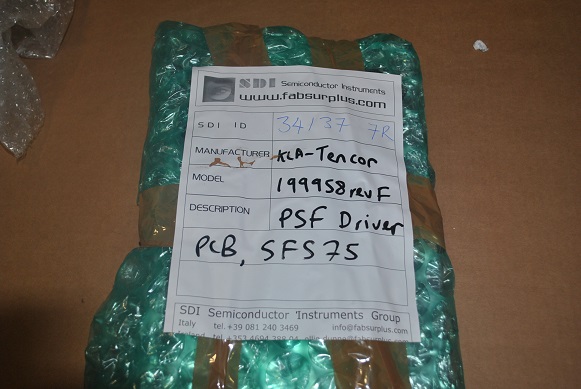 SDI Semiconductor Instruments
www.fabsurplus.com
SDI ID 34137 7R
MANUFACTURER KLA-Tencor
MODEL 199958 rev F
DESCRIPTION PSF Driver
PCB, SFS75
SDI Semiconductor Instruments Group
Italy tel. +39 081 240 3469 info@fabsurplus.com